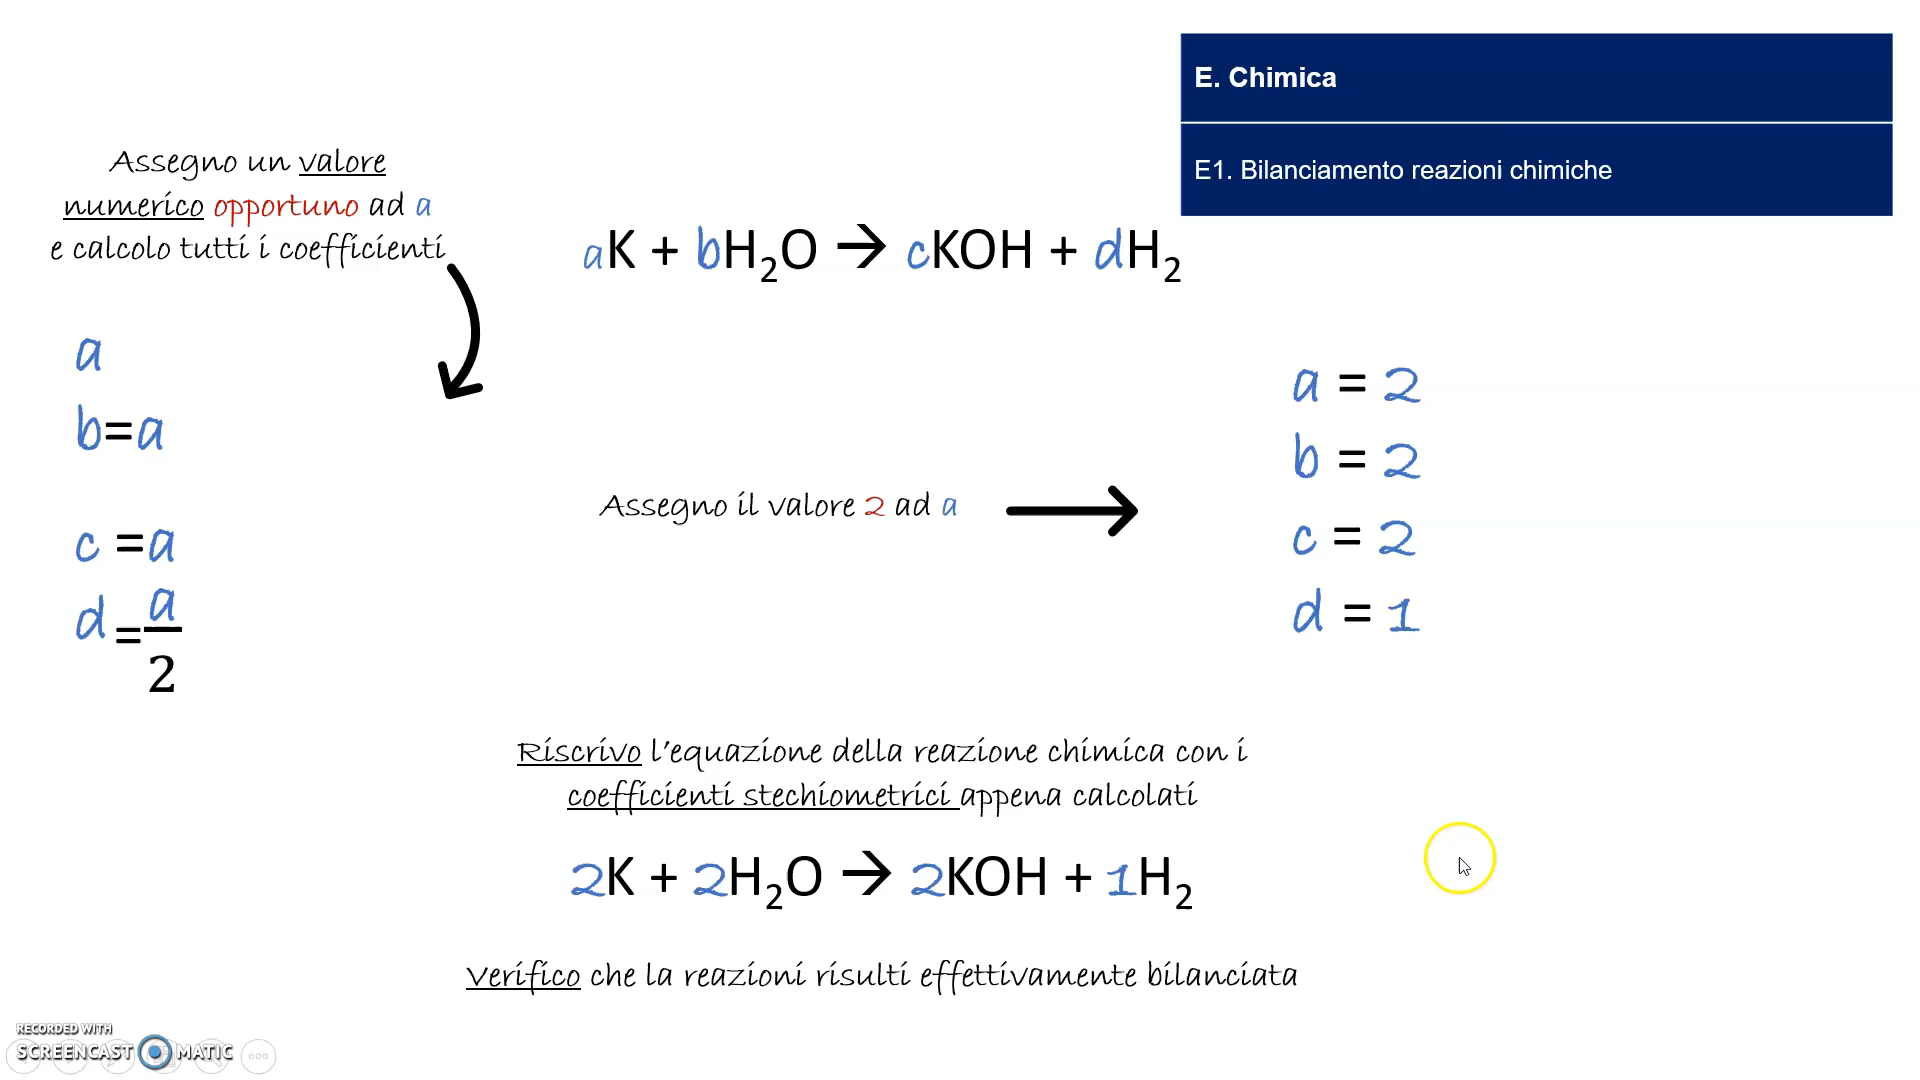 E. Chimica
E1. Bilanciamento reazioni chimiche
Assegno un valore
numerico opportuno ad a
e calcolo tutti i coefficienti
aK + bH₂O → cKOH + dH₂
a
b=a
c =a
d=a/2
Assegno il valore 2 ad a
a = 2
b = 2
c = 2
d = 1
Riscrivo l'equazione della reazione chimica con i
coefficienti stechiometrici appena calcolati
2K + 2H₂O → 2KOH + 1H₂
Verifico che la reazioni risulti effettivamente bilanciata
RECORDED WITH
SCREENCAST MATIC